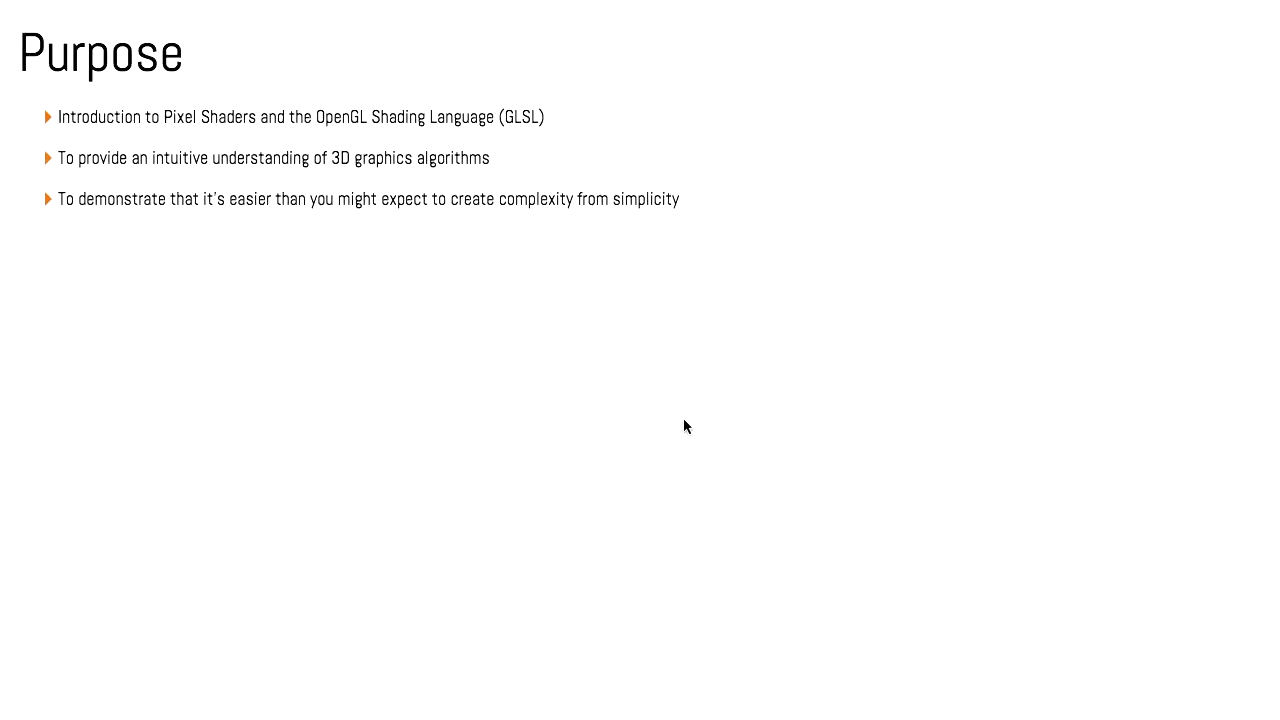 Purpose
Introduction to Pixel Shaders and the OpenGL Shading Language (GLSL)
To provide an intuitive understanding of 3D graphics algorithms
To demonstrate that it's easier than you might expect to create complexity from simplicity